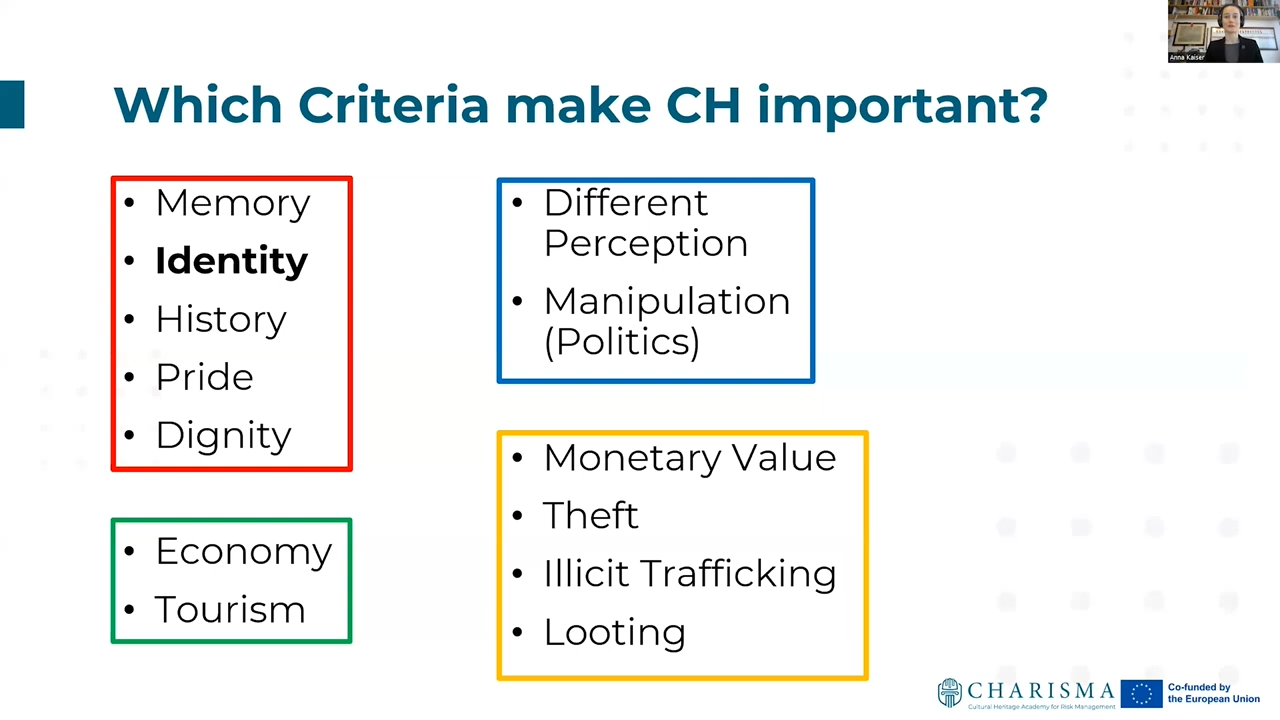 Anna Kaiser
Which Criteria make CH important?
• Memory
• Identity
• History
• Pride
• Dignity
• Economy
• Tourism
• Different
Perception
• Manipulation
(Politics)
• Monetary Value
• Theft
• Illicit Trafficking
• Looting
CHARISMA
Cultural Heritage Academy for Risk Management
Co-funded by
the European Union